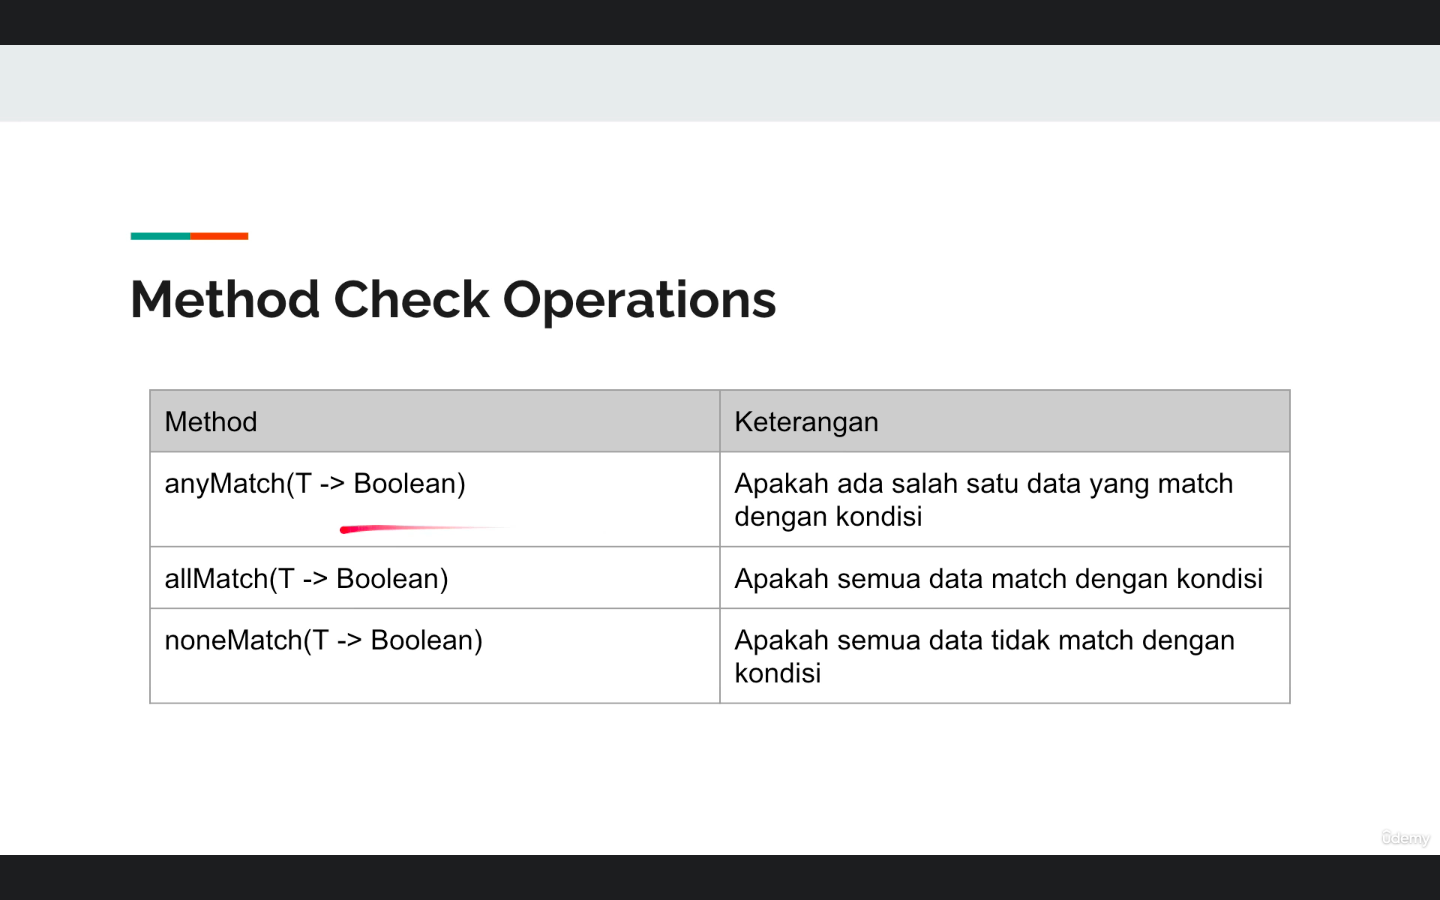 Method Check Operations
Method
Keterangan
anyMatch(T -> Boolean)
Apakah ada salah satu data yang match
dengan kondisi
allMatch(T -> Boolean)
Apakah semua data match dengan kondisi
noneMatch(T -> Boolean)
Apakah semua data tidak match dengan
kondisi
ûdemy